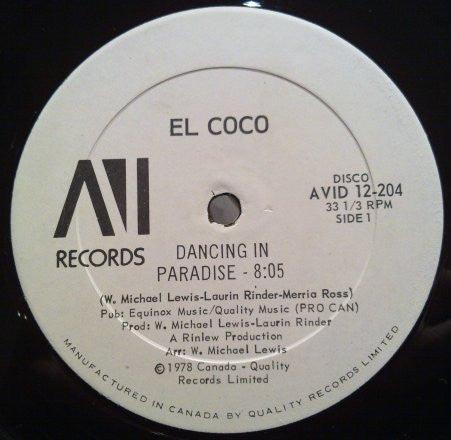 EL COCO
AVI
RECORDS
DISCO
AVID 12-204
33 1/3 RPM
SIDE 1
DANCING IN
PARADISE - 8:05
(W. Michael Lewis-Laurin Rinder-Merria Ross)
Pub: Equinox Music/Quality Music (PRO CAN)
Prod: W. Michael Lewis-Laurin Rinder
A Rinlew Production
Arr: W. Michael Lewis
©1978 Canada - Quality
Records Limited
MANUFACTURED IN CANADA BY QUALITY RECORDS LIMITED